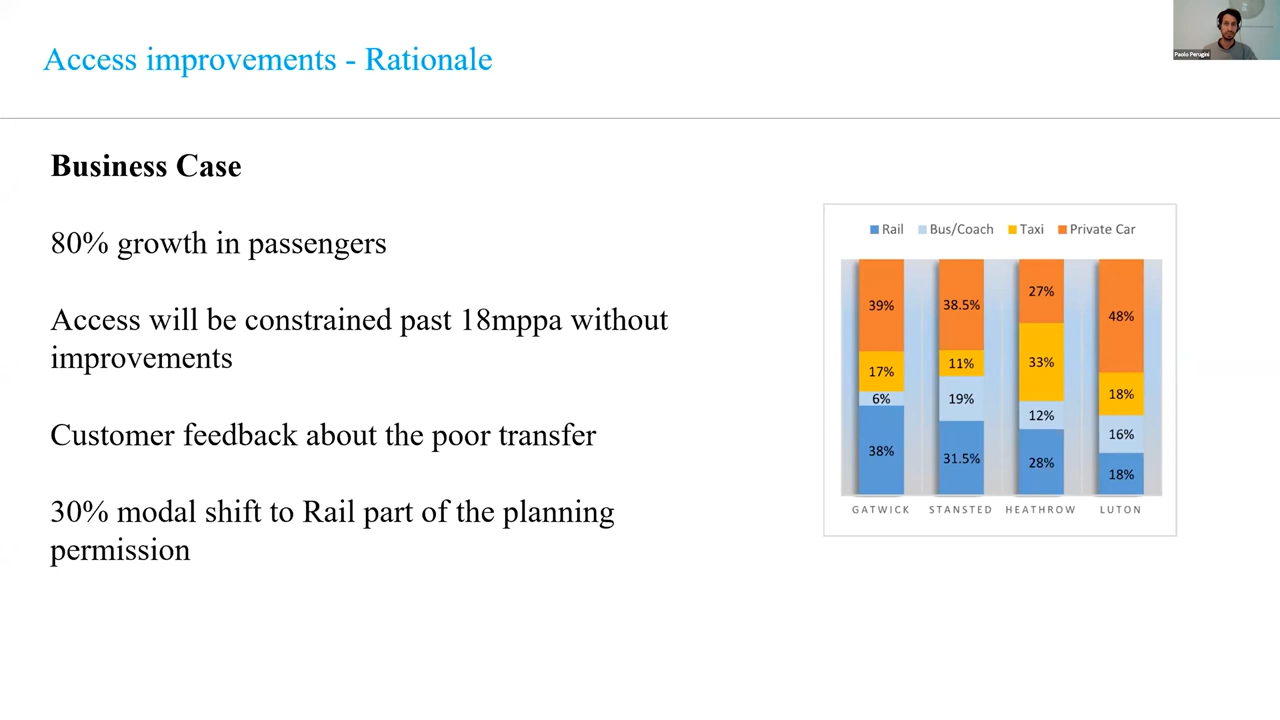 Access improvements - Rationale
Paolo Perugini
Business Case
80% growth in passengers
Access will be constrained past 18mppa without
improvements
Customer feedback about the poor transfer
30% modal shift to Rail part of the planning
permission
Rail Bus/Coach Taxi Private Car
39% 38.5% 27% 48%
17% 11% 33% 18%
6% 19% 12% 16%
38% 31.5% 28% 18%
GATWICK STANSTED HEATHROW LUTON